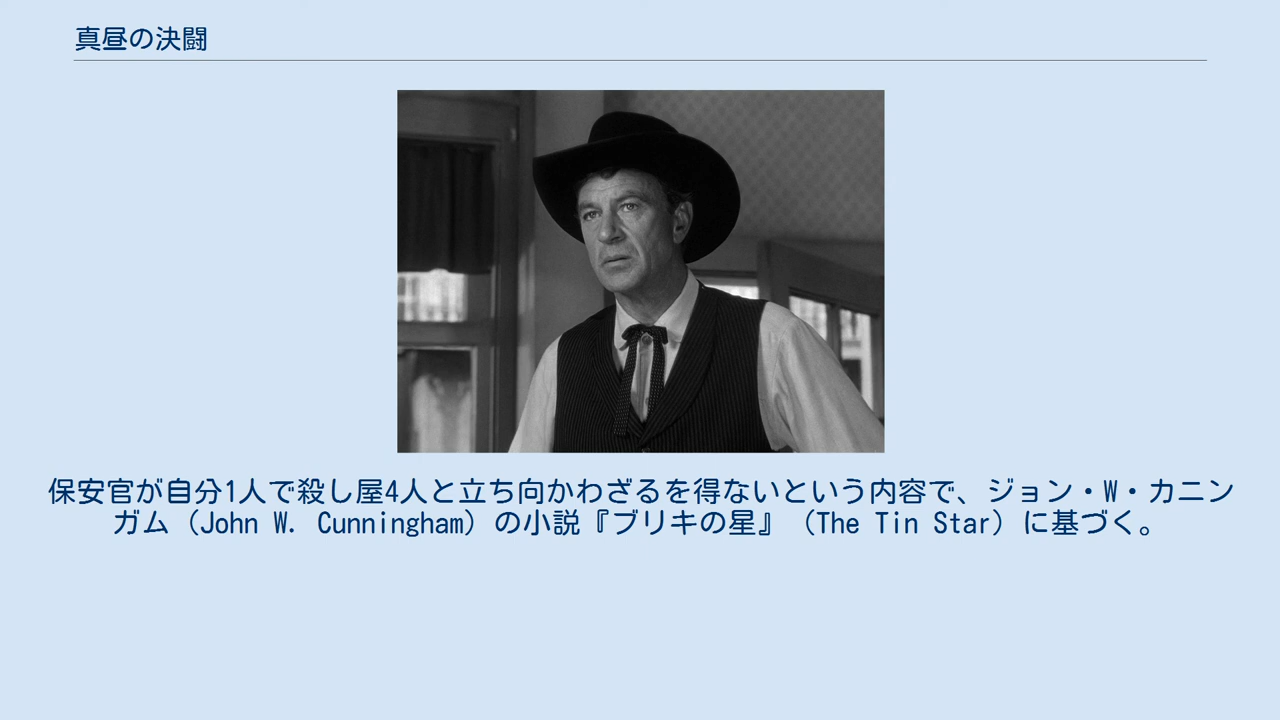 真昼の決闘
保安官が自分1人で殺し屋4人と立ち向かわざるを得ないという内容で、ジョン・W・カニン
ガム（John W. Cunningham）の小説『ブリキの星』（The Tin Star）に基づく。